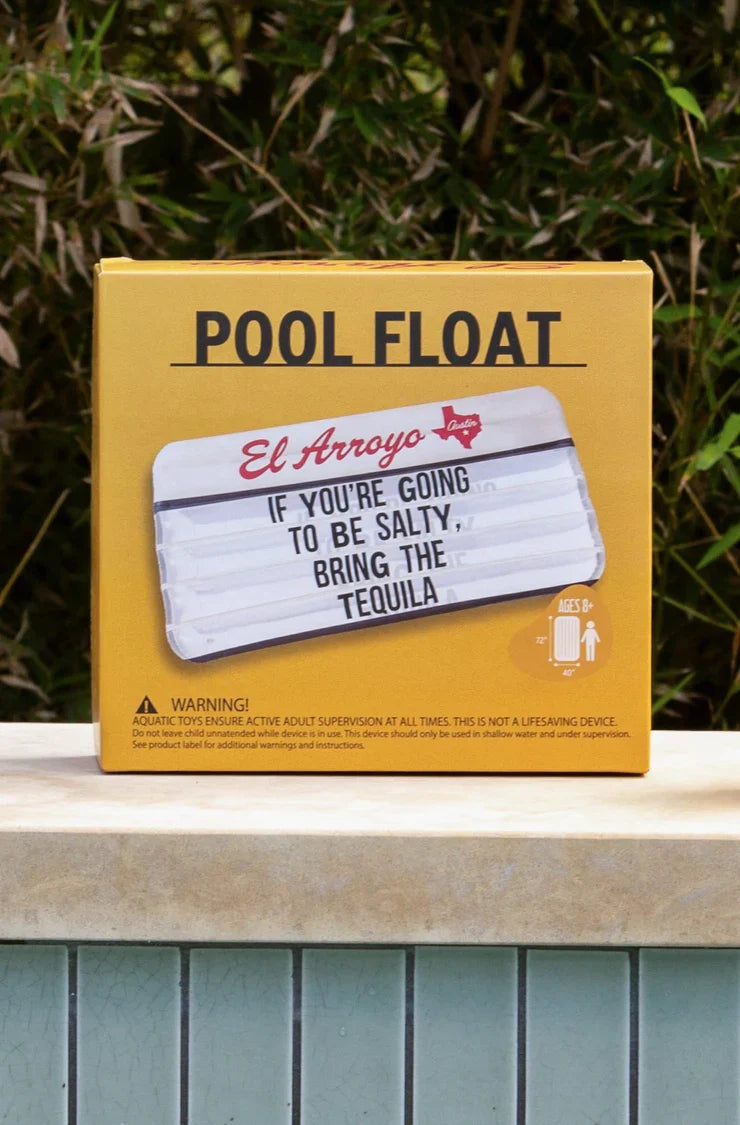 El Arroyo
POOL FLOAT
El Arroyo
Austin
IF YOU'RE GOING
TO BE SALTY,
BRING THE
TEQUILA
AGES 8+
72"
40"
WARNING!
AQUATIC TOYS ENSURE ACTIVE ADULT SUPERVISION AT ALL TIMES. THIS IS NOT A LIFESAVING DEVICE.
Do not leave child unnatended while device is in use. This device should only be used in shallow water and under supervision.
See product label for additional warnings and instructions.